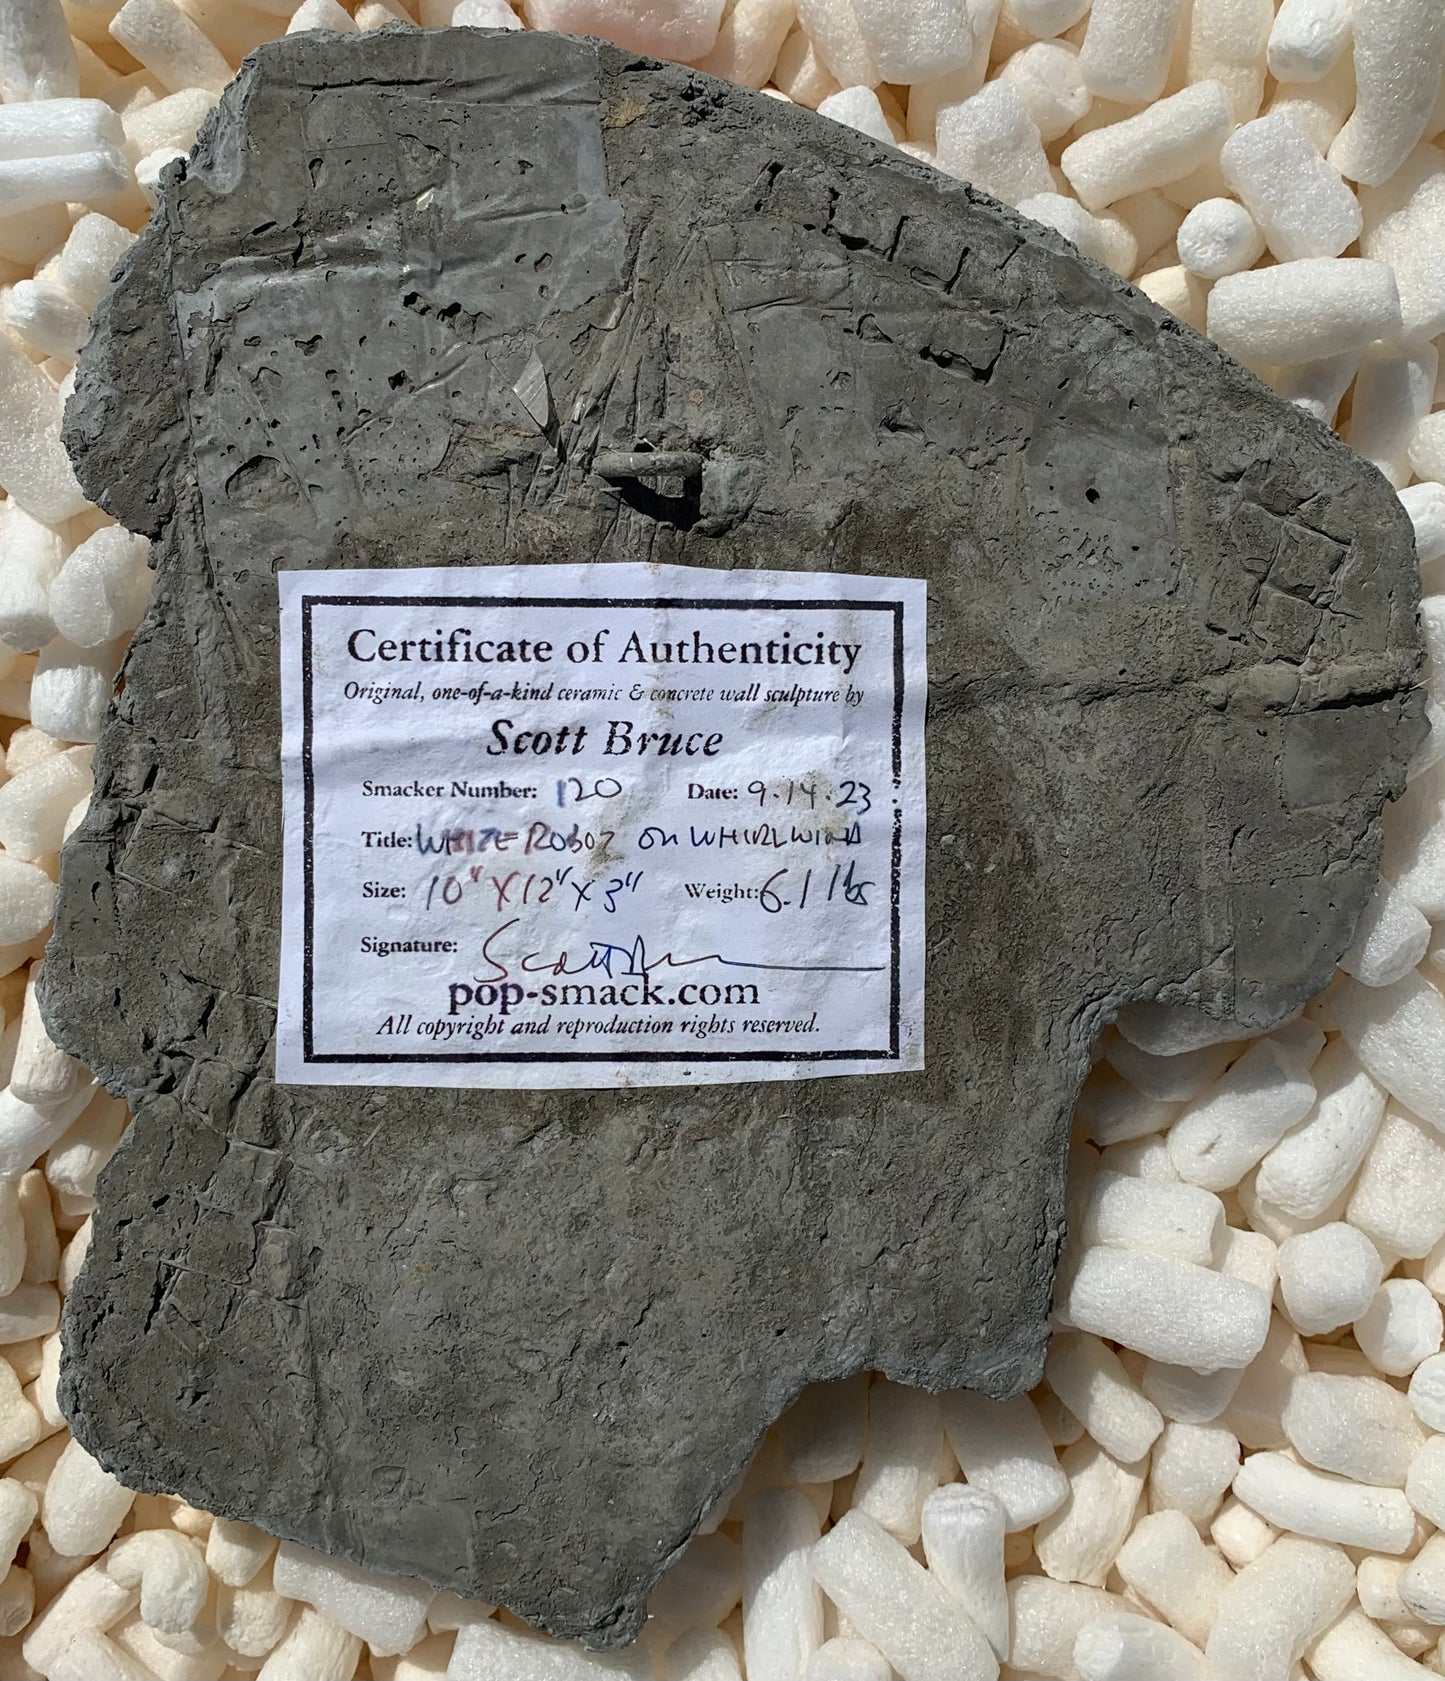 Certificate of Authenticity
Original, one-of-a-kind ceramic & concrete wall sculpture by
Scott Bruce
Smacker Number: 120 Date: 9.14.23
Title: WHITE ROBOT ON WHIRLWIND
Size: 10" X 12" X 3" Weight: 6.1 lbs
Signature: Scott Br
pop-smack.com
All copyright and reproduction rights reserved.